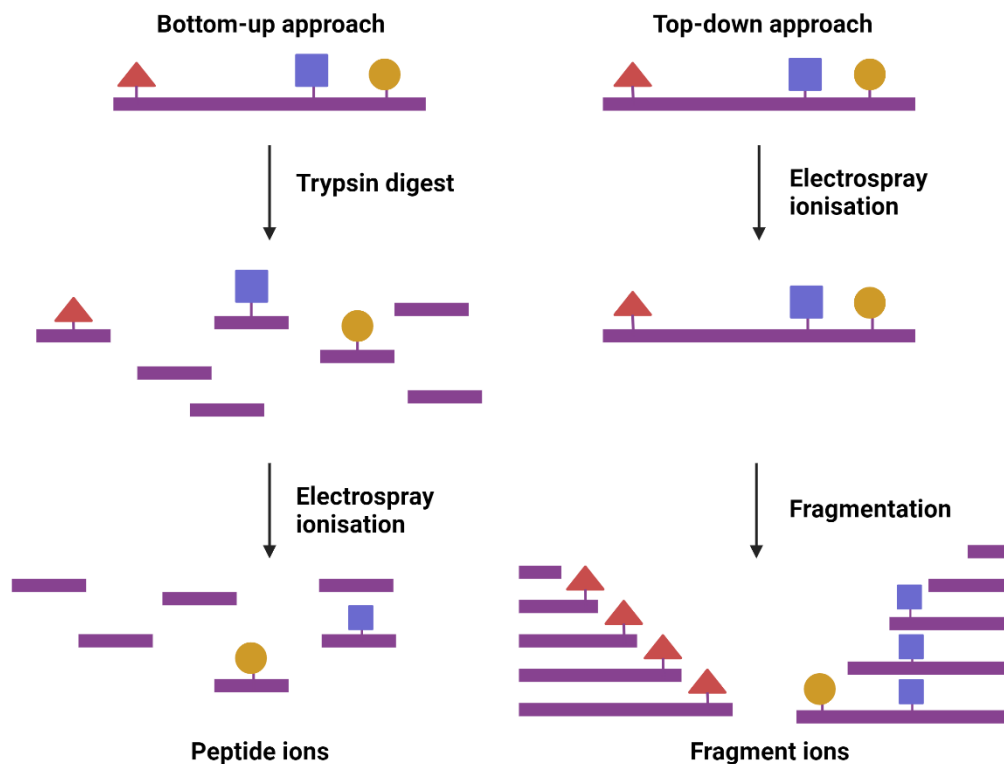 Bottom-up approach
Top-down approach
Trypsin digest
Electrospray
ionisation
Electrospray
ionisation
Fragmentation
Peptide ions
Fragment ions